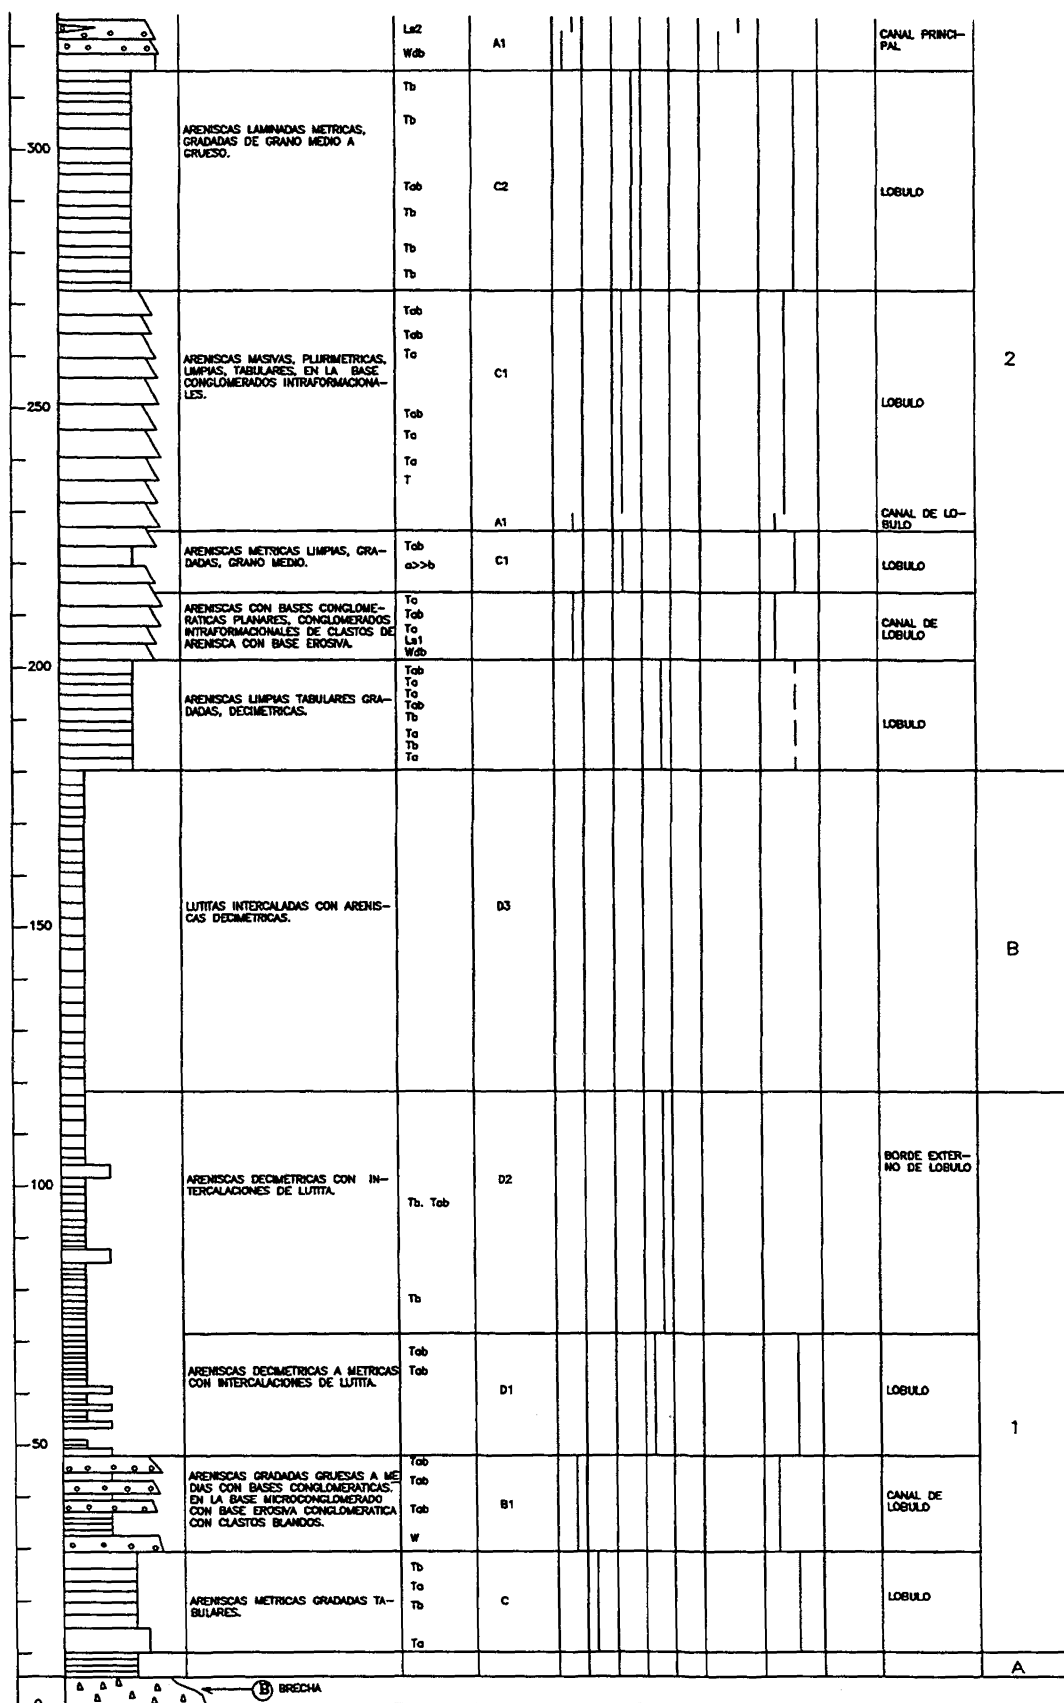 Ls2
Wdb
A1
CANAL PRINCI-
PAL
Tb
Tb
300
ARENISCAS LAMINADAS METRICAS,
GRADADAS DE GRANO MEDIO A
GRUESO.
Tab
C2
LOBULO
Tb
Tb
Tb
Tab
Tab
Ta
ARENISCAS MASIVAS, PLURIMETRICAS,
LIMPIAS, TABULARES, EN LA BASE
CONGLOMERADOS INTRAFORMACIONA-
LES.
C1
2
250
LOBULO
Tab
Ta
Ta
T
A1
CANAL DE LO-
BULO
ARENISCAS METRICAS LIMPIAS, GRA-
DADAS, GRANO MEDIO.
Tab
a>>b
C1
LOBULO
ARENISCAS CON BASES CONGLOME-
RATICAS PLANARES, CONGLOMERADOS
INTRAFORMACIONALES DE CLASTOS DE
ARENISCA CON BASE EROSIVA.
Ta
Tab
Ta
Ls1
Wdb
CANAL DE
LOBULO
200
ARENISCAS LIMPIAS TABULARES GRA-
DADAS, DECIMETRICAS.
Tab
Ta
Ta
Tab
Tb
Ta
Tb
Ta
LOBULO
LUTITAS INTERCALADAS CON ARENIS-
CAS DECIMETRICAS.
D3
150
B
BORDE EXTER-
NO DE LOBULO
100
ARENISCAS DECIMETRICAS CON IN-
TERCALACIONES DE LUTITA.
D2
Tb. Tab
Tb
ARENISCAS DECIMETRICAS A METRICAS
CON INTERCALACIONES DE LUTITA.
Tab
Tab
D1
LOBULO
1
50
ARENISCAS GRADADAS GRUESAS A ME
DIAS CON BASES CONGLOMERATICAS.
EN LA BASE MICROCONGLOMERADO
CON BASE EROSIVA CONGLOMERATICA
CON CLASTOS BLANDOS.
Tab
Tab
Tab
W
B1
CANAL DE
LOBULO
ARENISCAS METRICAS GRADADAS TA-
BULARES.
Tb
Ta
Tb
Ta
C
LOBULO
A
B BRECHA
0